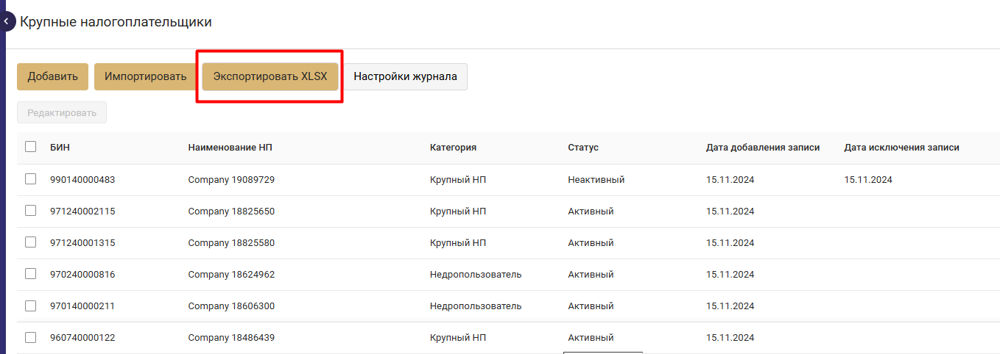 Крупные налогоплательщики
Добавить Импортировать Экспортировать XLSX Настройки журнала
Редактировать
БИН Наименование НП Категория Статус Дата добавления записи Дата исключения записи
990140000483 Company 19089729 Крупный НП Неактивный 15.11.2024 15.11.2024
971240002115 Company 18825650 Крупный НП Активный 15.11.2024
971240001315 Company 18825580 Крупный НП Активный 15.11.2024
970240000816 Company 18624962 Недропользователь Активный 15.11.2024
970140000211 Company 18606300 Недропользователь Активный 15.11.2024
960740000122 Company 18486439 Крупный НП Активный 15.11.2024